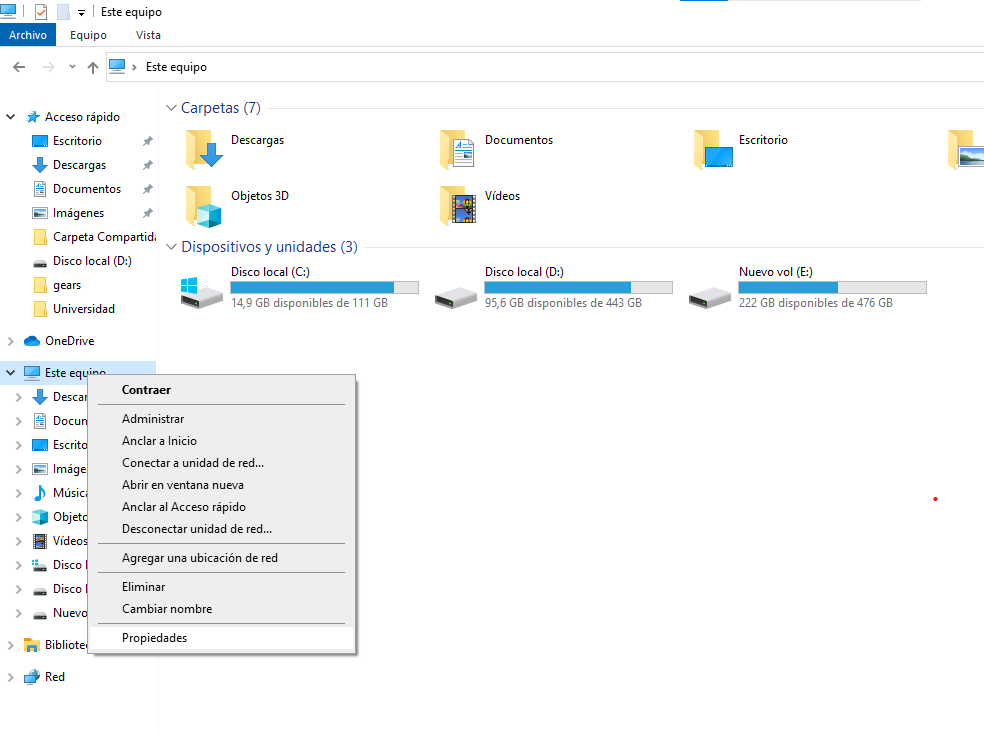 Este equipo
Archivo Equipo Vista
Este equipo
Acceso rápido
Escritorio
Descargas
Documentos
Imágenes
Carpeta Compartida
Disco local (D:)
gears
Universidad
OneDrive
Este equipo
Descar
Docun
Escrito
Imáge
Música
Objeto
Vídeos
Disco l
Disco l
Nuevo
Bibliote
Red
Contraer
Administrar
Anclar a Inicio
Conectar a unidad de red...
Abrir en ventana nueva
Anclar al Acceso rápido
Desconectar unidad de red...
Agregar una ubicación de red
Eliminar
Cambiar nombre
Propiedades
Carpetas (7)
Descargas
Documentos
Escritorio
Objetos 3D
Vídeos
Dispositivos y unidades (3)
Disco local (C:)
14,9 GB disponibles de 111 GB
Disco local (D:)
95,6 GB disponibles de 443 GB
Nuevo vol (E:)
222 GB disponibles de 476 GB